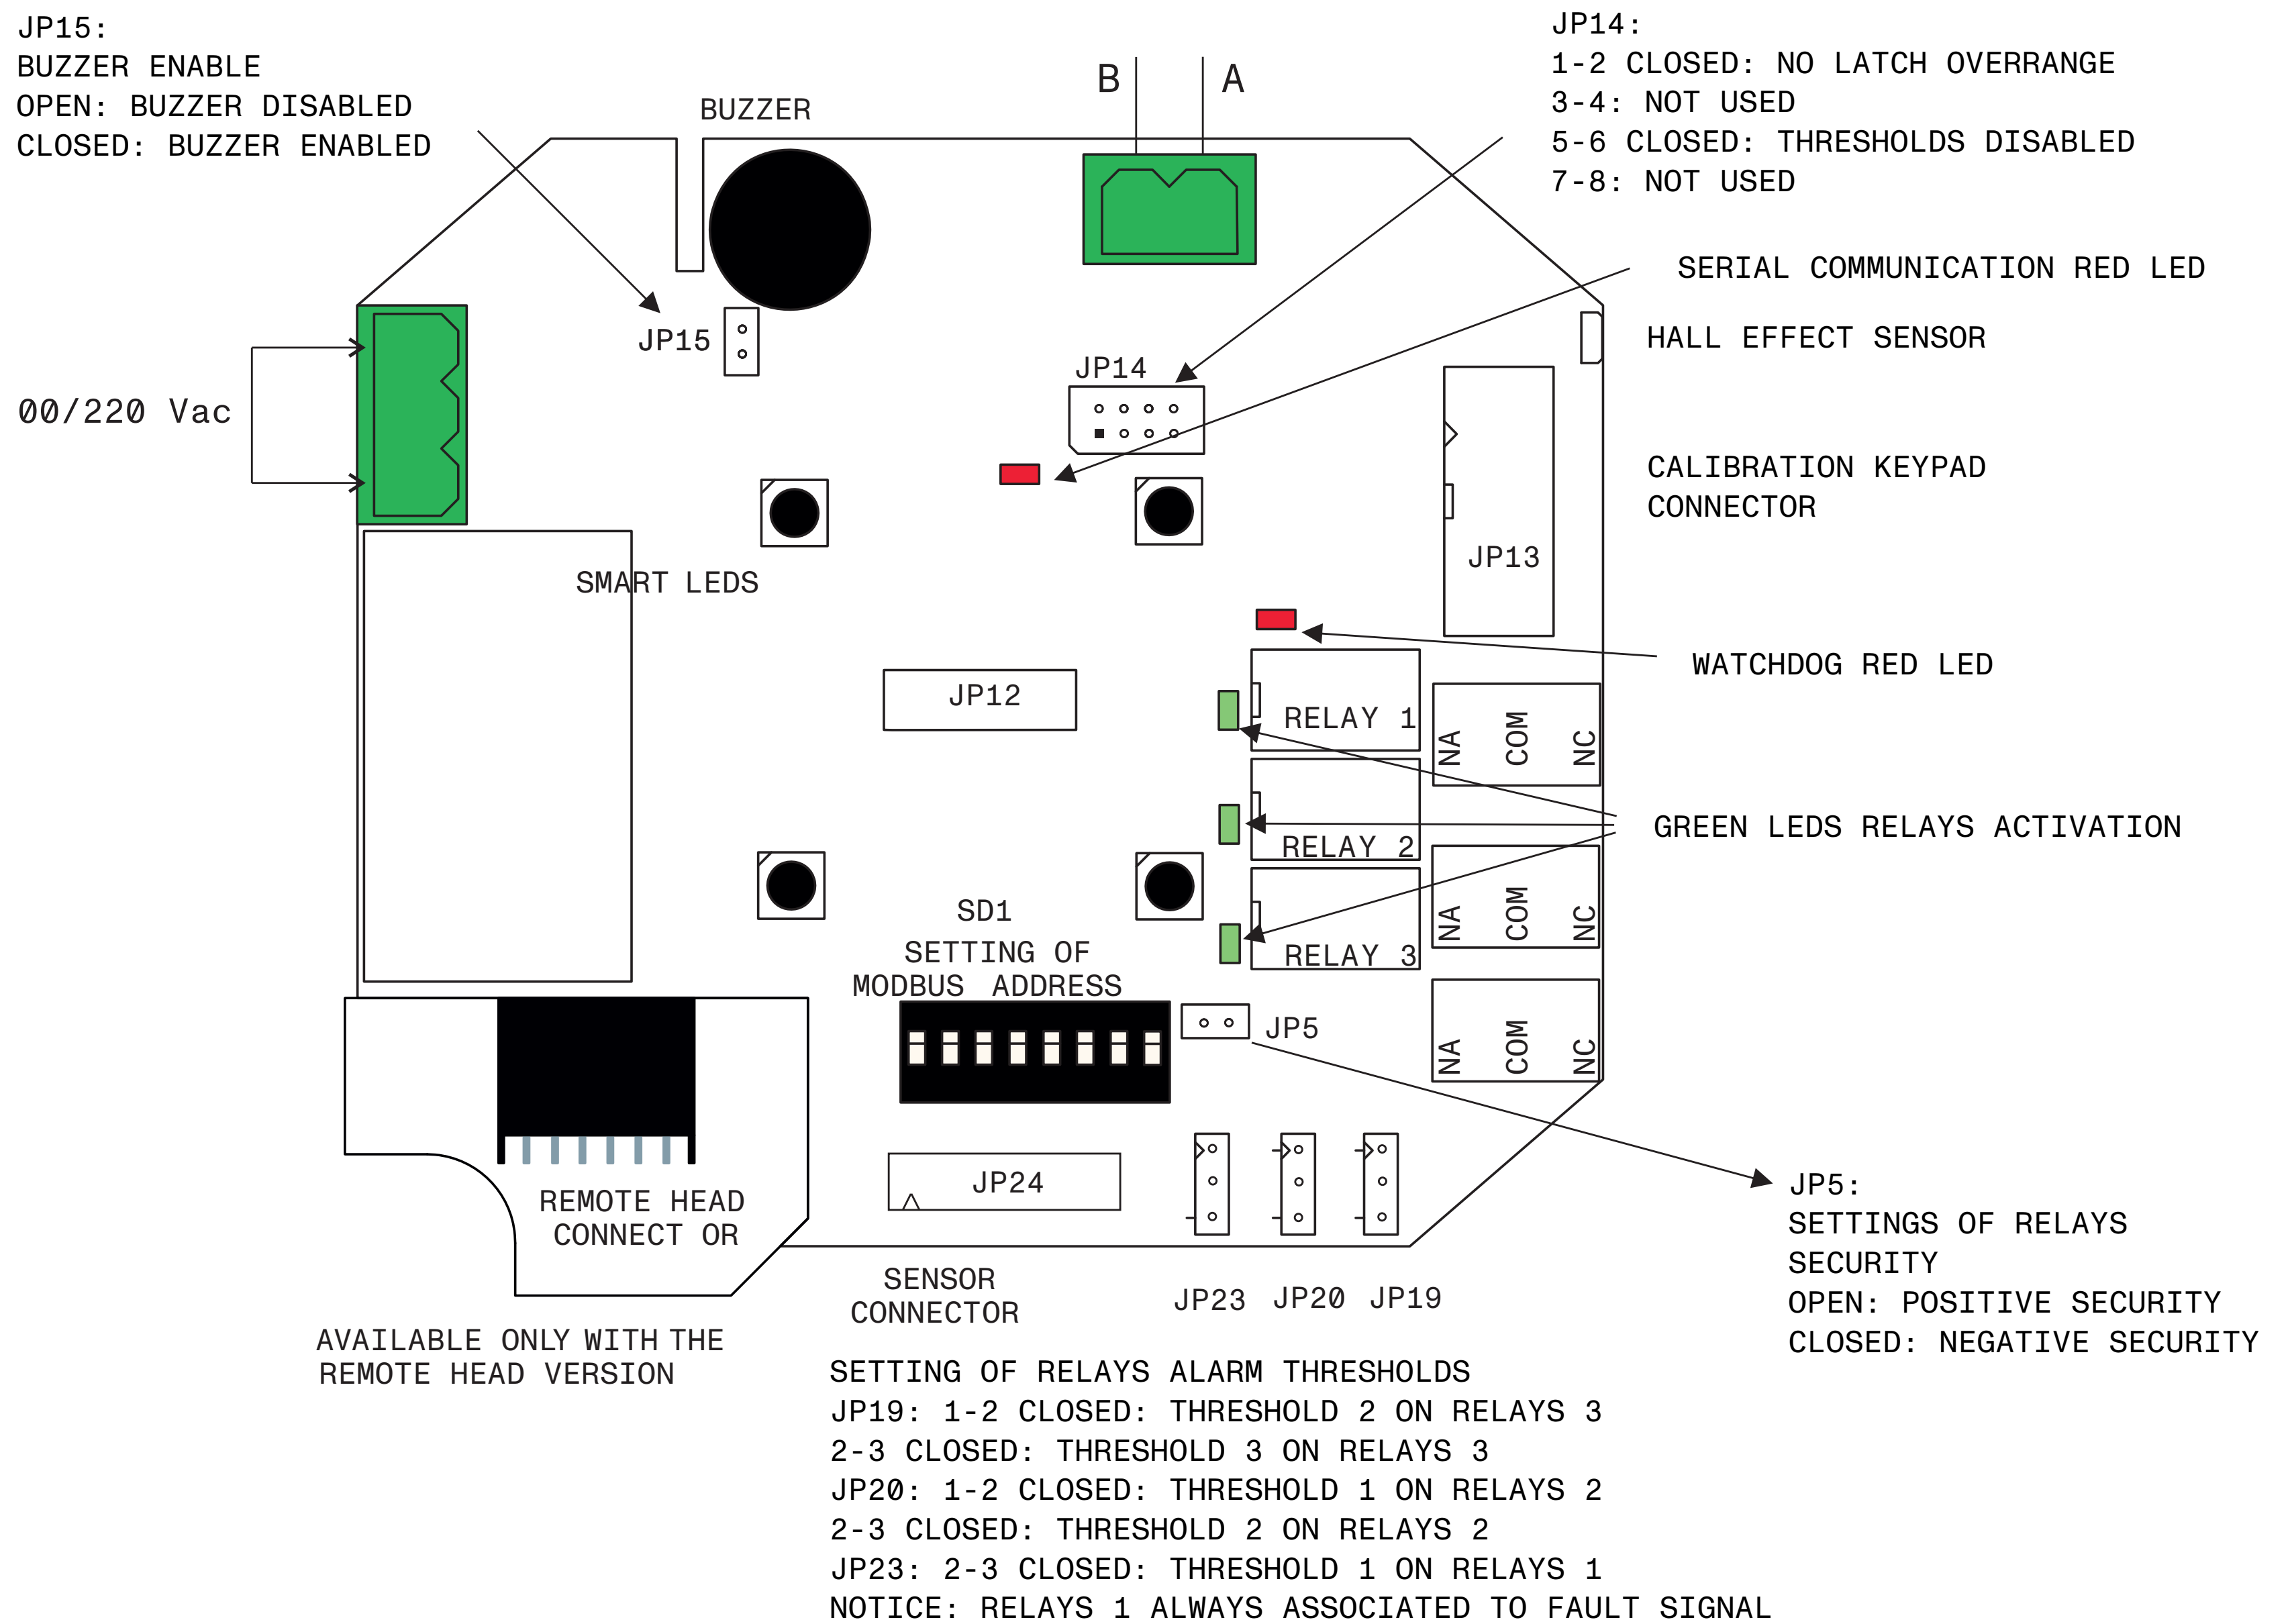 JP15:
BUZZER ENABLE
OPEN: BUZZER DISABLED
CLOSED: BUZZER ENABLED
BUZZER
B
A
JP14:
1-2 CLOSED: NO LATCH OVERRANGE
3-4: NOT USED
5-6 CLOSED: THRESHOLDS DISABLED
7-8: NOT USED
SERIAL COMMUNICATION RED LED
HALL EFFECT SENSOR
JP15
JP14
00/220 Vac
CALIBRATION KEYPAD
CONNECTOR
JP13
SMART LEDS
WATCHDOG RED LED
JP12
RELAY 1
NA COM NC
GREEN LEDS RELAYS ACTIVATION
RELAY 2
NA COM NC
RELAY 3
SD1
SETTING OF
MODBUS ADDRESS
JP5
NA COM NC
JP24
REMOTE HEAD
CONNECT OR
JP5:
SETTINGS OF RELAYS
SECURITY
OPEN: POSITIVE SECURITY
CLOSED: NEGATIVE SECURITY
SENSOR
CONNECTOR
JP23 JP20 JP19
AVAILABLE ONLY WITH THE
REMOTE HEAD VERSION
SETTING OF RELAYS ALARM THRESHOLDS
JP19: 1-2 CLOSED: THRESHOLD 2 ON RELAYS 3
2-3 CLOSED: THRESHOLD 3 ON RELAYS 3
JP20: 1-2 CLOSED: THRESHOLD 1 ON RELAYS 2
2-3 CLOSED: THRESHOLD 2 ON RELAYS 2
JP23: 2-3 CLOSED: THRESHOLD 1 ON RELAYS 1
NOTICE: RELAYS 1 ALWAYS ASSOCIATED TO FAULT SIGNAL